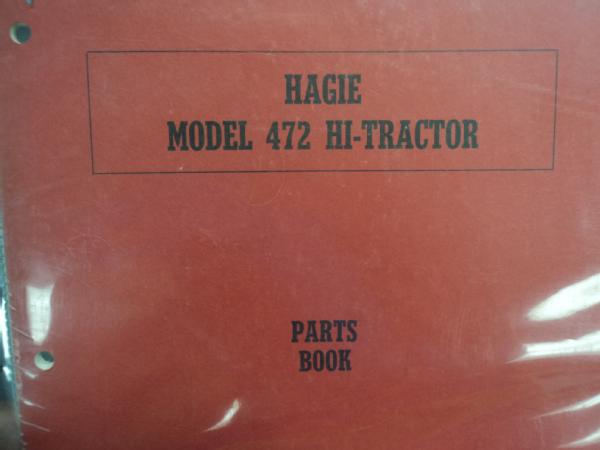 HAGIE
MODEL 472 HI-TRACTOR
PARTS
BOOK